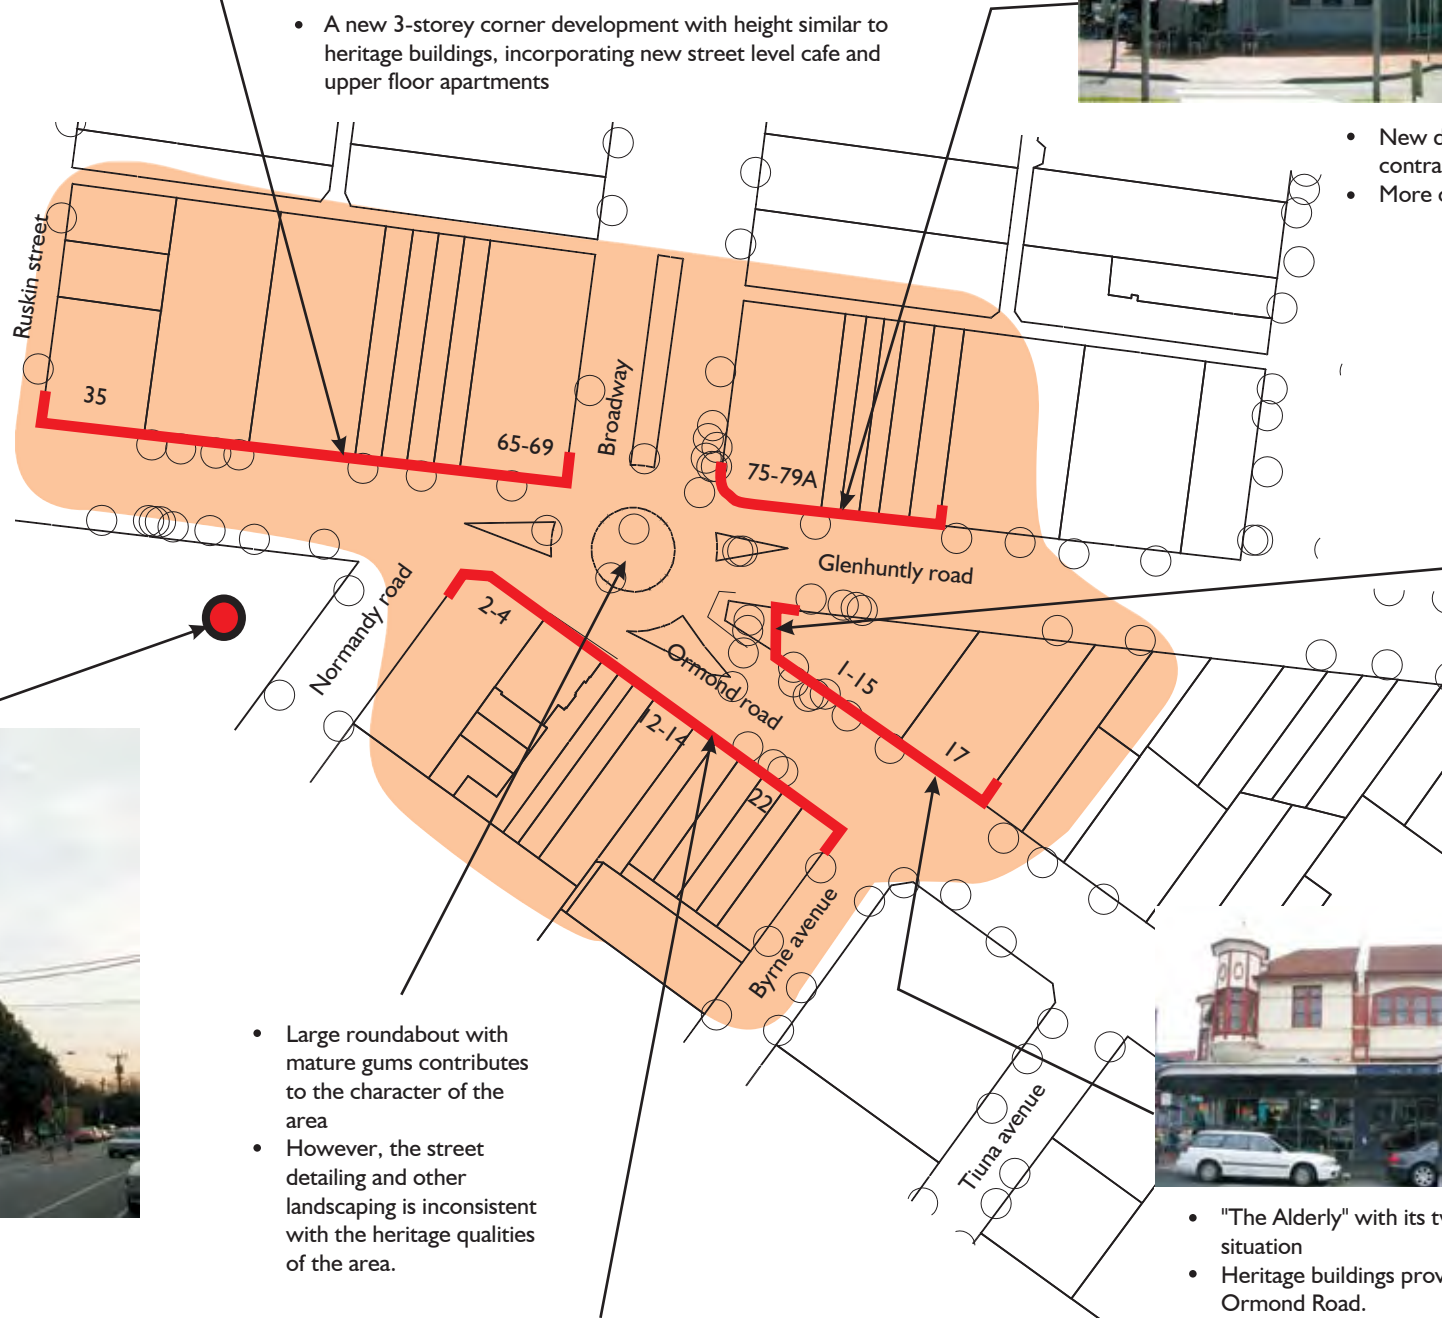 • A new 3-storey corner development with height similar to
heritage buildings, incorporating new street level cafe and
upper floor apartments
• New
contra
• More
Ruskin street
35
65-69
Broadway
75-79A
Glenhuntly road
Normandy road
2-4
Ormond road
1-15
12-14
17
22
Byrne avenue
Tiuna avenue
• Large roundabout with
mature gums contributes
to the character of the
area
• However, the street
detailing and other
landscaping is inconsistent
with the heritage qualities
of the area.
• "The Alderly" with its
situation
• Heritage buildings prov
Ormond Road.